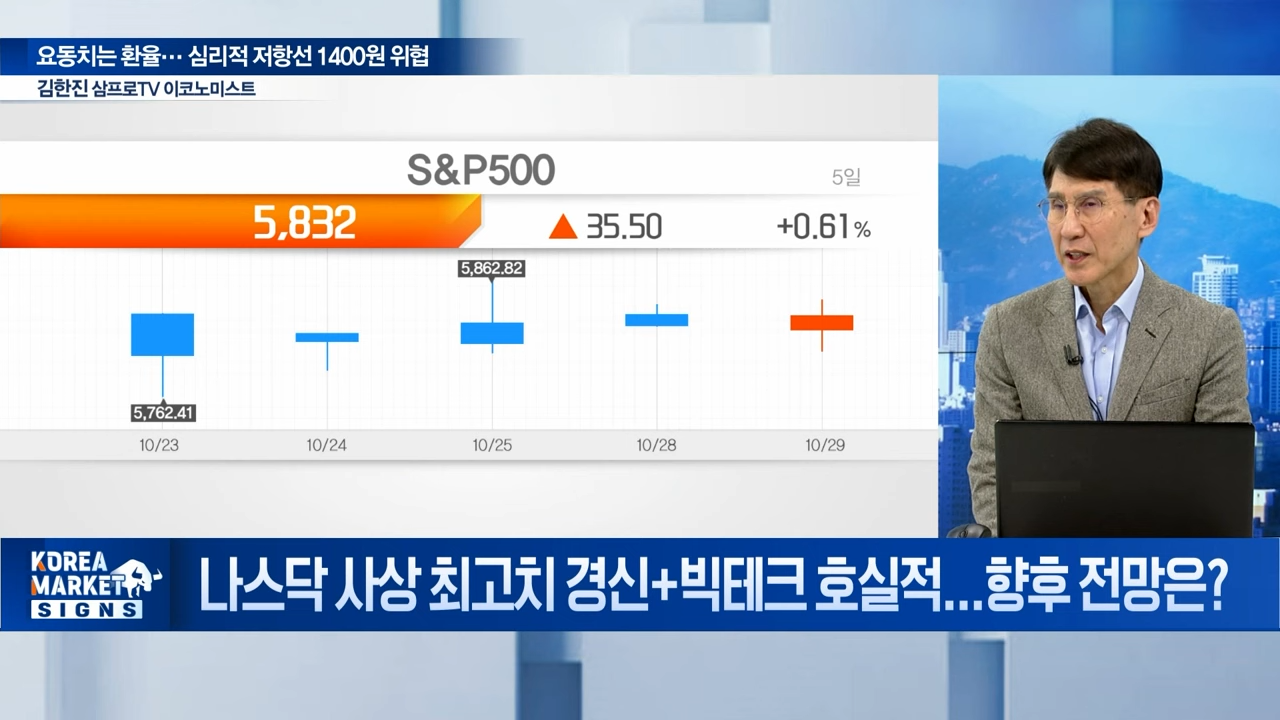 요동치는 환율… 심리적 저항선 1400원 위협
김한진 삼프로TV 이코노미스트
S&P500
5일
5,832
▲ 35.50
+0.61%
5,862.82
5,762.41
10/23
10/24
10/25
10/28
10/29
KOREA
MARKET
SIGNS
나스닥 사상 최고치 경신+빅테크 호실적...향후 전망은?